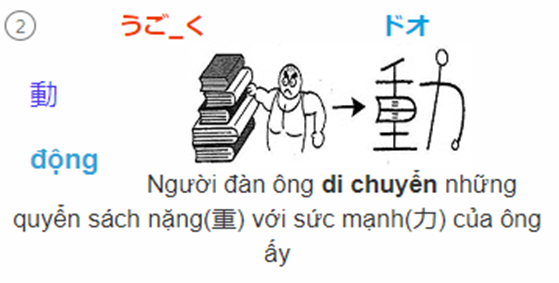 ② うご_く ドオ
動 動
động
Người đàn ông di chuyển những
quyển sách nặng(重) với sức mạnh(力) của ông
ấy